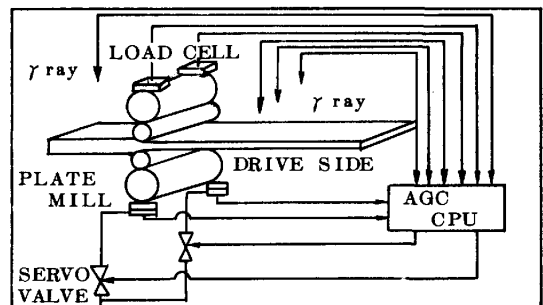 LOAD CELL
γ ray
γ ray
DRIVE SIDE
PLATE
MILL
AGC
CPU
SERVO
VALVE